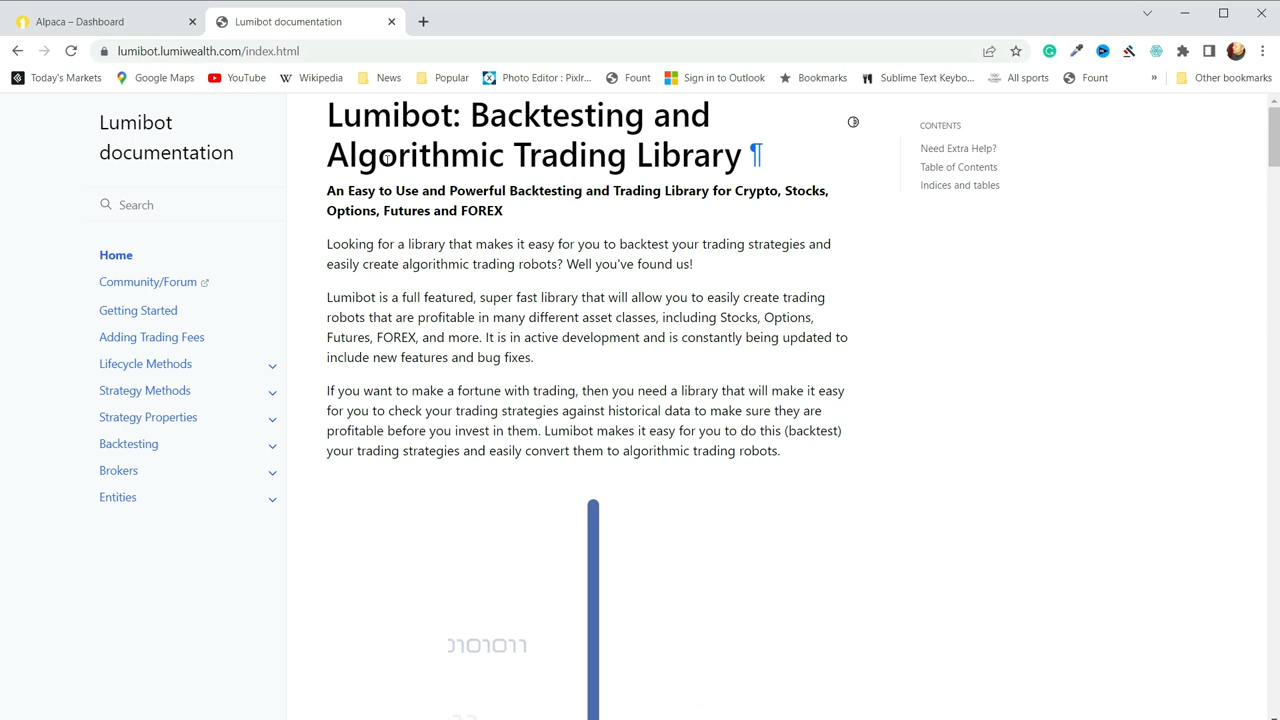 Alpaca – Dashboard
Lumibot documentation
lumibot.lumiwealth.com/index.html
Today's Markets
Google Maps
YouTube
Wikipedia
News
Popular
Photo Editor : Pixlr...
Fount
Sign in to Outlook
Bookmarks
Sublime Text Keybo...
All sports
Fount
»
Other bookmarks
Lumibot
documentation
Search
Home
Community/Forum
Getting Started
Adding Trading Fees
Lifecycle Methods
Strategy Methods
Strategy Properties
Backtesting
Brokers
Entities
Lumibot: Backtesting and
Algorithmic Trading Library ¶
An Easy to Use and Powerful Backtesting and Trading Library for Crypto, Stocks,
Options, Futures and FOREX
Looking for a library that makes it easy for you to backtest your trading strategies and
easily create algorithmic trading robots? Well you've found us!
Lumibot is a full featured, super fast library that will allow you to easily create trading
robots that are profitable in many different asset classes, including Stocks, Options,
Futures, FOREX, and more. It is in active development and is constantly being updated to
include new features and bug fixes.
If you want to make a fortune with trading, then you need a library that will make it easy
for you to check your trading strategies against historical data to make sure they are
profitable before you invest in them. Lumibot makes it easy for you to do this (backtest)
your trading strategies and easily convert them to algorithmic trading robots.
CONTENTS
Need Extra Help?
Table of Contents
Indices and tables